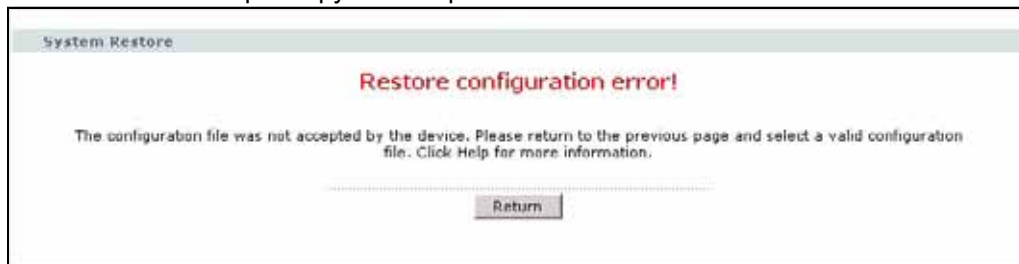 System Restore
Restore configuration error!
The configuration file was not accepted by the device. Please return to the previous page and select a valid configuration
file. Click Help for more information.
Return